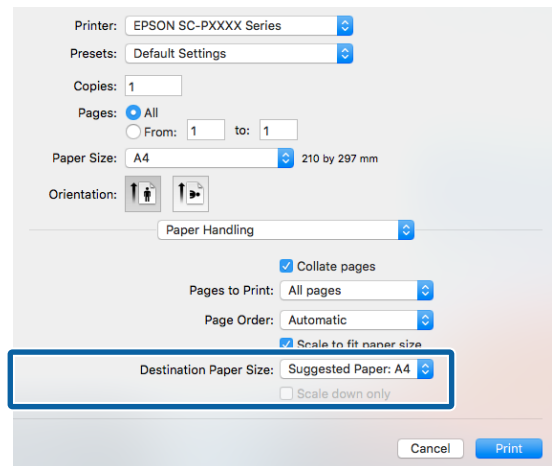 Printer: EPSON SC-PXXXX Series
Presets: Default Settings
Copies: 1
Pages: All
From: 1 to: 1
Paper Size: A4 210 by 297 mm
Orientation:
Paper Handling
Collate pages
Pages to Print: All pages
Page Order: Automatic
Scale to fit paper size
Destination Paper Size: Suggested Paper: A4
Scale down only
Cancel Print